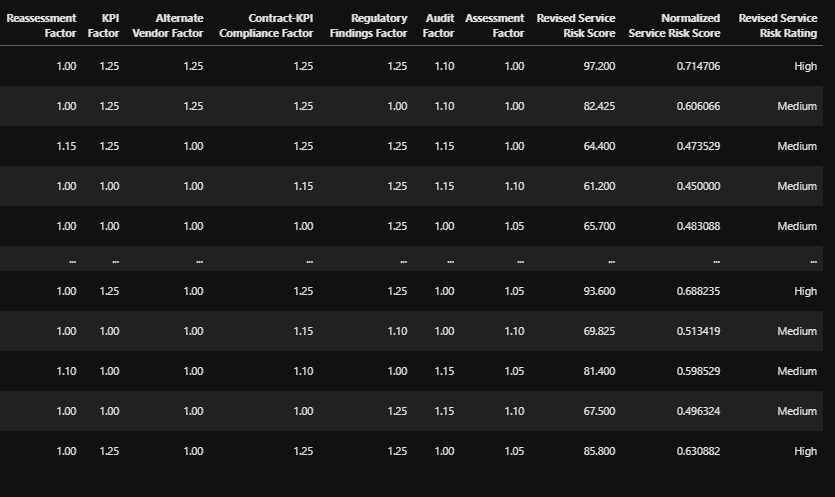 Reassessment KPI Alternate Contract-KPI Regulatory Audit Assessment Revised Service Normalized Revised Service
Factor Factor Vendor Factor Compliance Factor Findings Factor Factor Factor Risk Score Service Risk Score Risk Rating
1.00 1.25 1.25 1.25 1.25 1.10 1.00 97.200 0.714706 High
1.00 1.25 1.25 1.25 1.00 1.10 1.00 82.425 0.606066 Medium
1.15 1.25 1.00 1.25 1.25 1.15 1.00 64.400 0.473529 Medium
1.00 1.00 1.00 1.15 1.25 1.15 1.10 61.200 0.450000 Medium
1.00 1.00 1.00 1.00 1.25 1.00 1.05 65.700 0.483088 Medium
... ... ... ... ... ... ... ... ... ...
1.00 1.25 1.00 1.25 1.25 1.00 1.05 93.600 0.688235 High
1.00 1.00 1.00 1.15 1.10 1.00 1.10 69.825 0.513419 Medium
1.10 1.00 1.00 1.10 1.00 1.15 1.05 81.400 0.598529 Medium
1.00 1.00 1.00 1.00 1.25 1.15 1.10 67.500 0.496324 Medium
1.00 1.25 1.00 1.25 1.25 1.00 1.05 85.800 0.630882 High